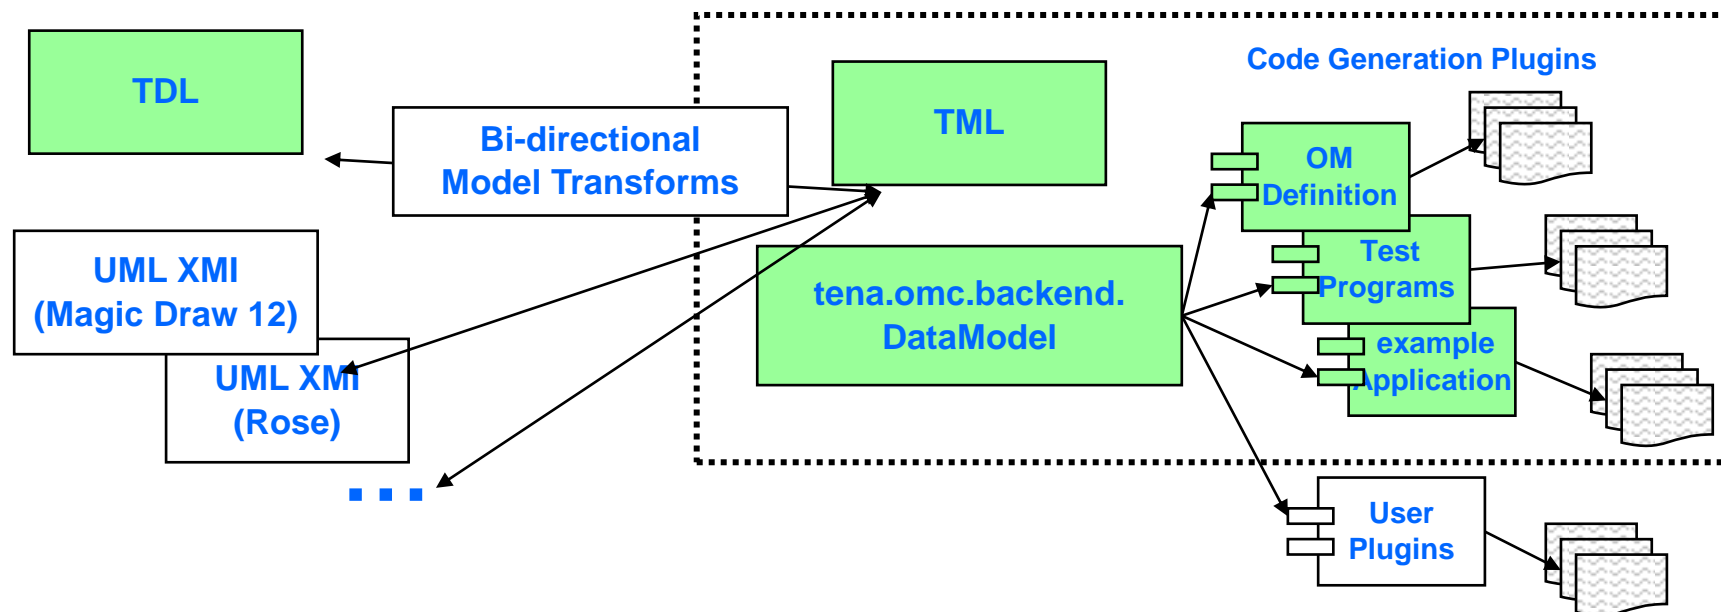 TDL
Bi-directional
Model Transforms
TML
Code Generation Plugins
OM
Definition
Test
Programs
example
Application
UML XMI
(Magic Draw 12)
UML XMI
(Rose)
...
tena.omc.backend.
DataModel
User
Plugins